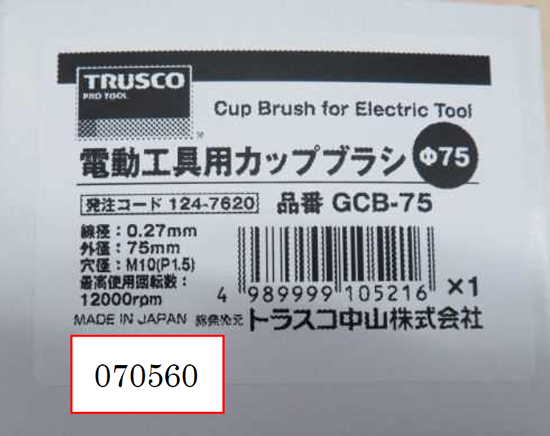 TRUSCO
PRO TOOL
®
Cup Brush for Electric Tool
電動工具用カップブラシ Φ75
発注コード 124-7620 品番 GCB-75
線径：0.27mm
外径：75mm
穴径：M10(P1.5)
最高使用回転数：
12000rpm
4 989999 105216 ×1
MADE IN JAPAN 総発売元 トラスコ中山株式会社
070560